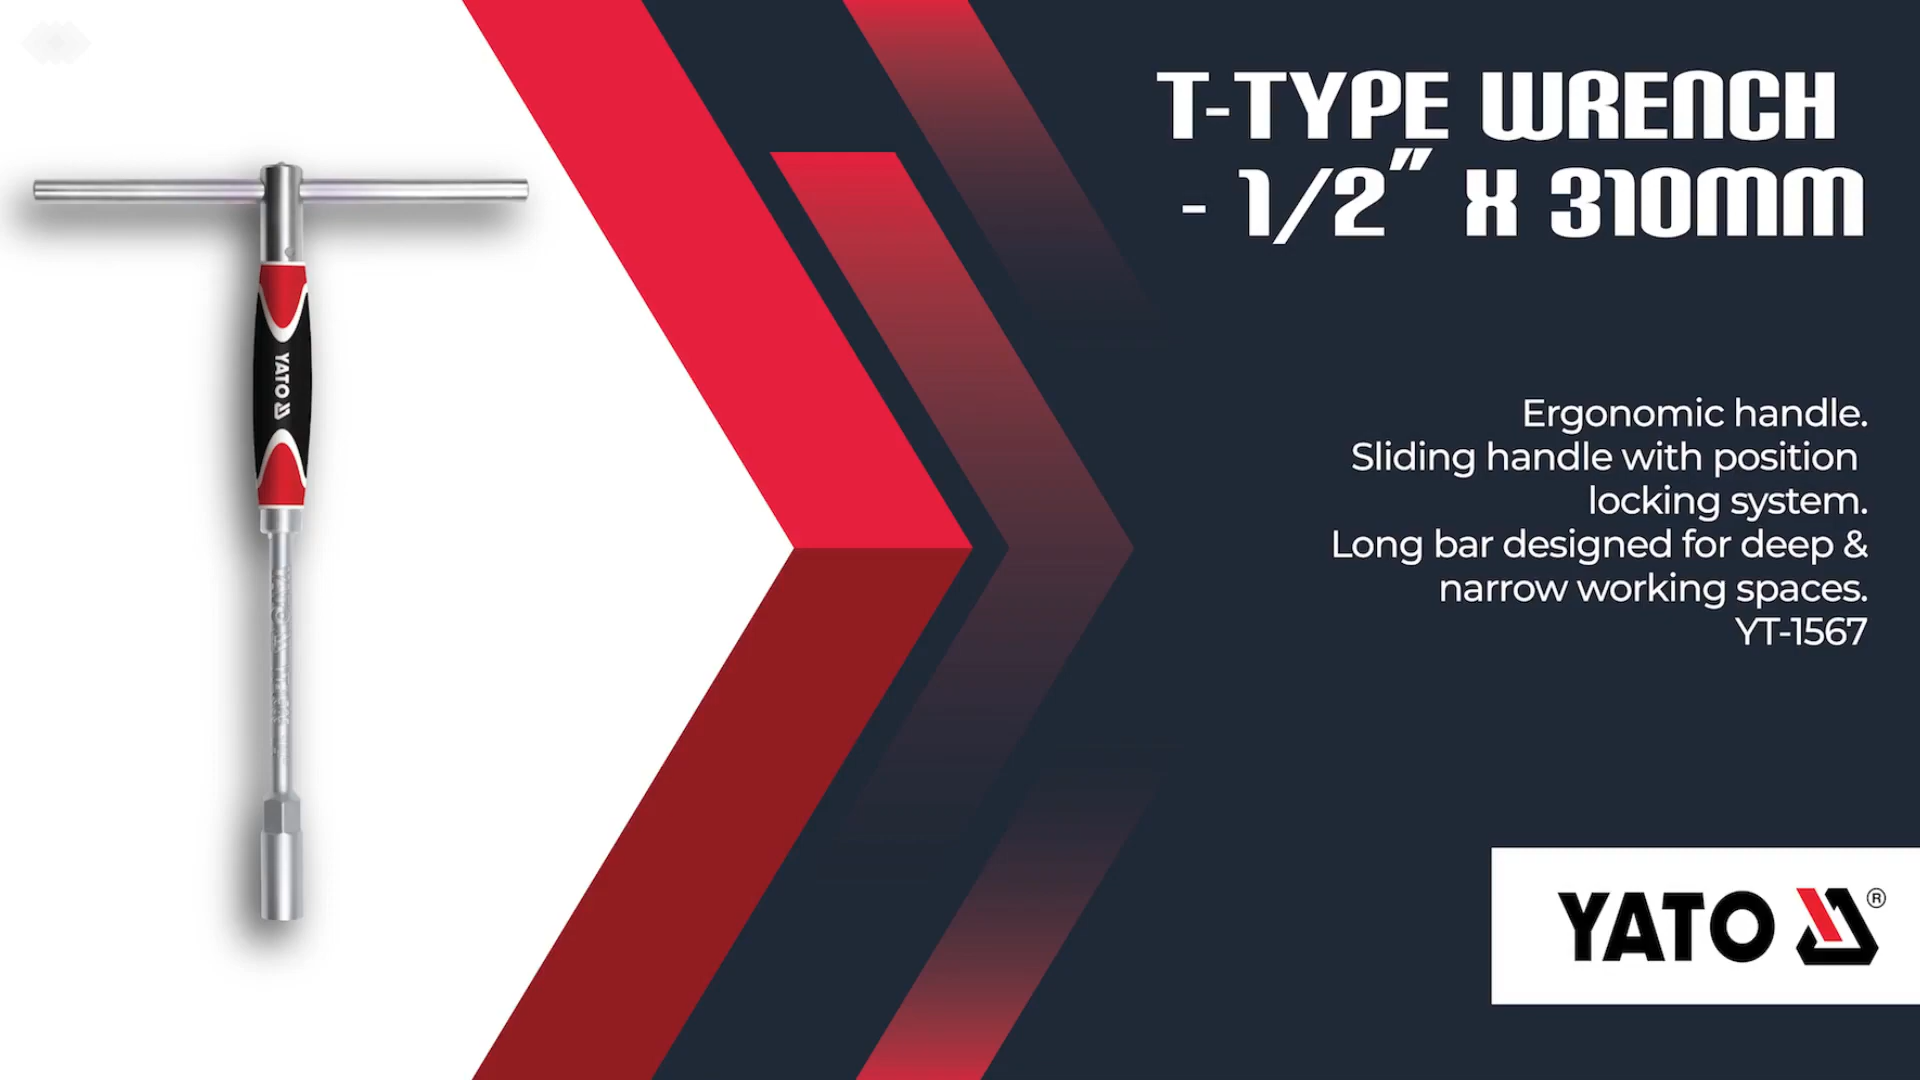 T-TYPE WRENCH
- 1/2" X 310MM
YATO
Ergonomic handle.
Sliding handle with position
locking system.
Long bar designed for deep &
narrow working spaces.
YT-1567
YATO ®